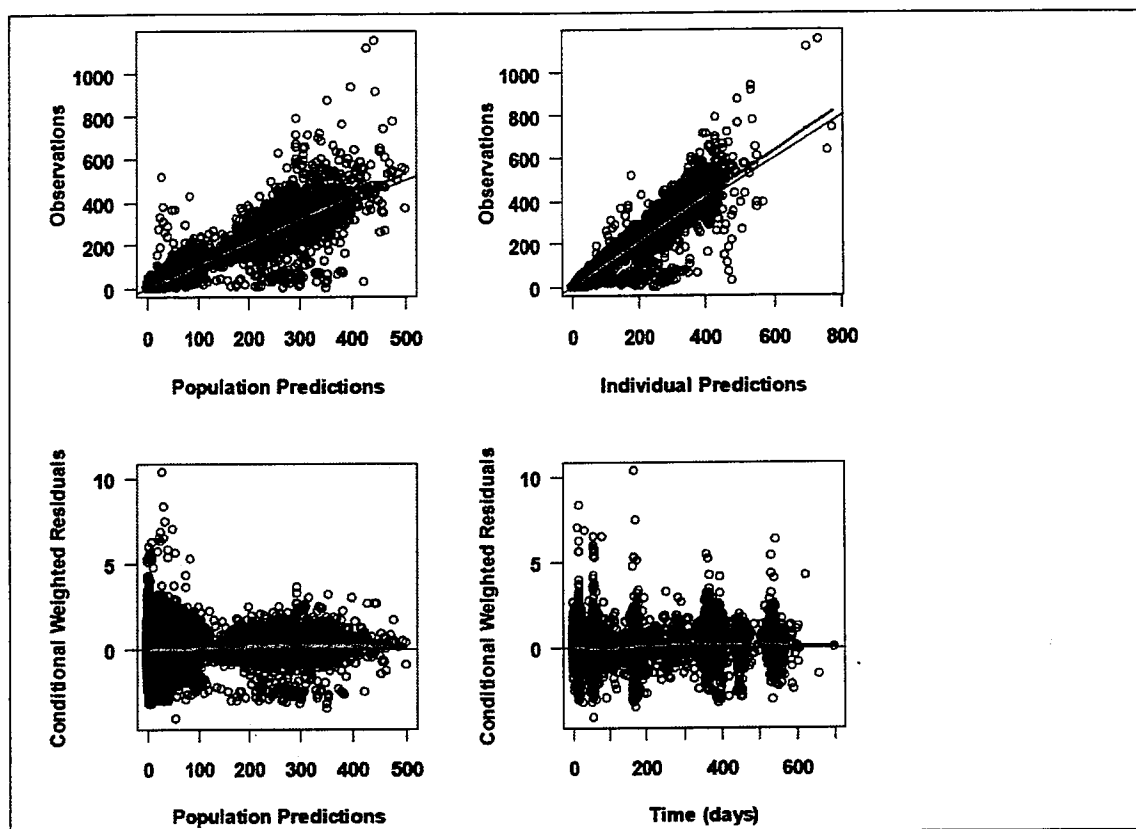 1000
800
600
400
200
0
Observations
0 100 200 300 400 500
Population Predictions
1000
800
600
400
200
0
Observations
0 200 400 600 800
Individual Predictions
10
5
0
Conditional Weighted Residuals
0 100 200 300 400 500
Population Predictions
10
5
0
Conditional Weighted Residuals
0 200 400 600
Time (days)